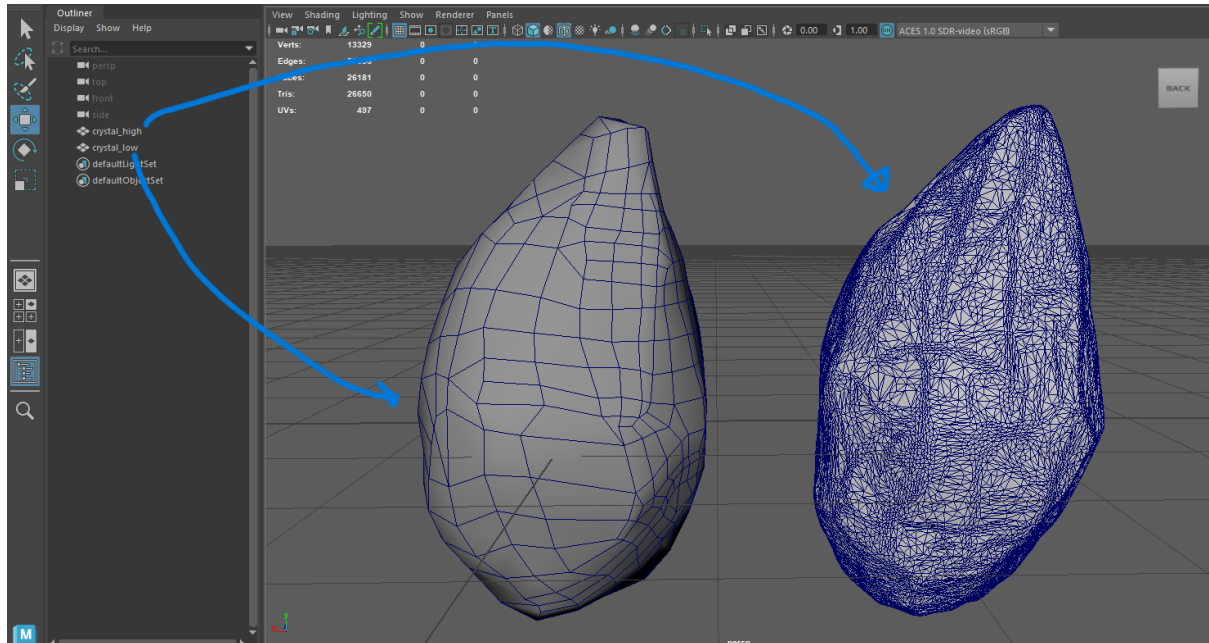 Outliner
Display Show Help
Search...
persp
top
front
side
crystal_high
crystal_low
defaultLightSet
defaultObjectSet
View Shading Lighting Show Renderer Panels
0.00 1.00 ACES 1.0 SDR-video (sRGB)
Verts: 13329 0
Edges: 0 0
Faces: 26181 0 0
Tris: 26650 0 0
UVs: 497 0 0
BACK
y
persp
M